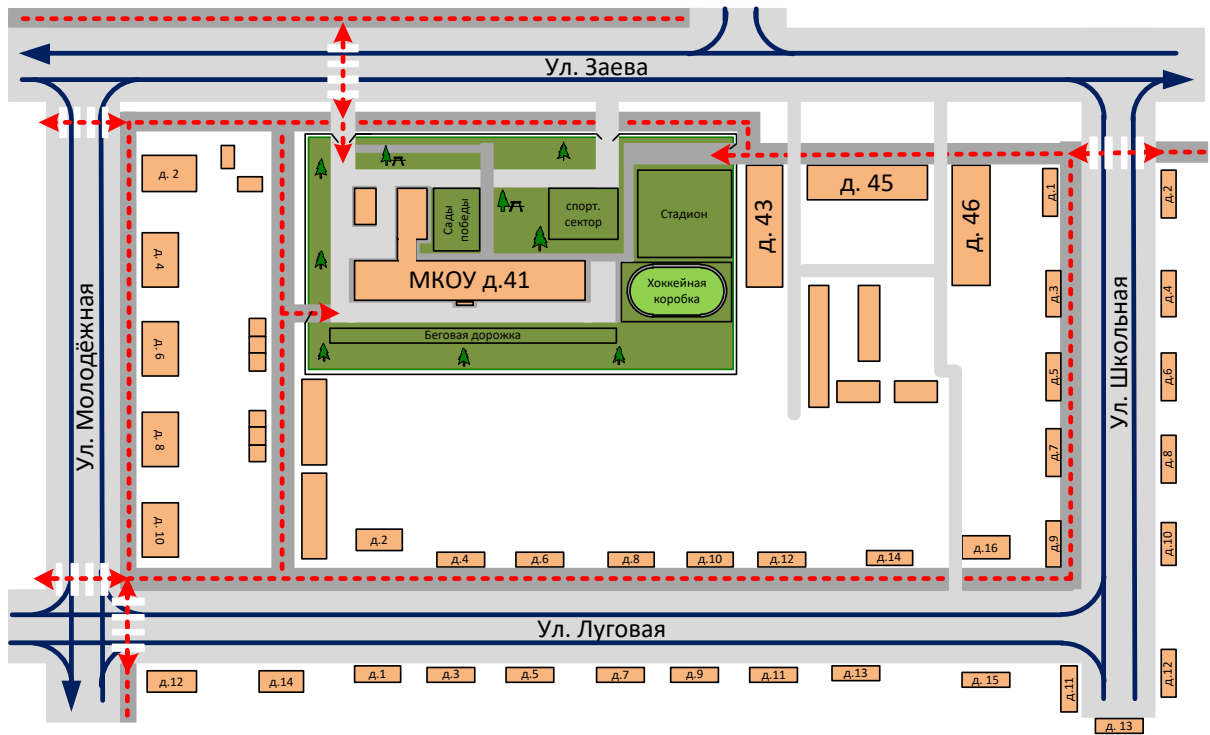 Ул. Заева
д. 2
д. 4
д. 6
д. 8
д. 10
Ул. Молодёжная
Сады
победы
спорт.
сектор
Стадион
МКОУ д.41
Хоккейная
коробка
Беговая дорожка
д. 43
д. 45
д. 46
д.1
д.3
д.5
д.7
д.9
Ул. Школьная
д.2
д.4
д.6
д.8
д.10
д.12
д.2
д.4
д.6
д.8
д.10
д.12
д.14
д.16
Ул. Луговая
д.12
д.14
д.1
д.3
д.5
д.7
д.9
д.11
д.13
д. 15
д.11
д. 13